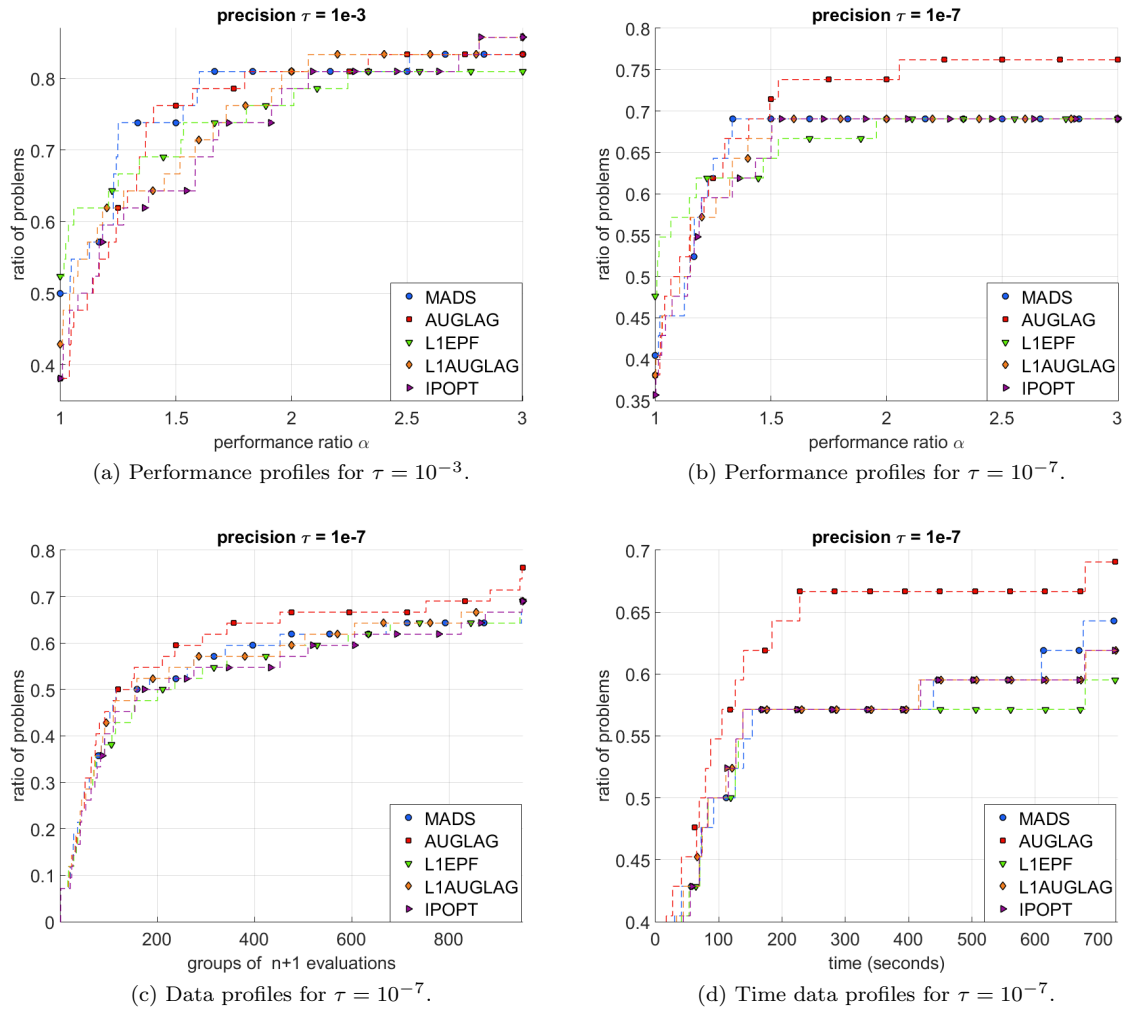 precision τ = 1e-3
ratio of problems
0.8
0.7
0.6
0.5
0.4
1
1.5
2
2.5
3
performance ratio α
MADS
AUGLAG
L1EPF
L1AUGLAG
IPOPT
(a) Performance profiles for τ = 10⁻³.
precision τ = 1e-7
ratio of problems
0.8
0.75
0.7
0.65
0.6
0.55
0.5
0.45
0.4
0.35
1
1.5
2
2.5
3
performance ratio α
MADS
AUGLAG
L1EPF
L1AUGLAG
IPOPT
(b) Performance profiles for τ = 10⁻⁷.
precision τ = 1e-7
ratio of problems
0.8
0.7
0.6
0.5
0.4
0.3
0.2
0.1
0
200
400
600
800
groups of n+1 evaluations
MADS
AUGLAG
L1EPF
L1AUGLAG
IPOPT
(c) Data profiles for τ = 10⁻⁷.
precision τ = 1e-7
ratio of problems
0.7
0.65
0.6
0.55
0.5
0.45
0.4
0
100
200
300
400
500
600
700
time (seconds)
MADS
AUGLAG
L1EPF
L1AUGLAG
IPOPT
(d) Time data profiles for τ = 10⁻⁷.